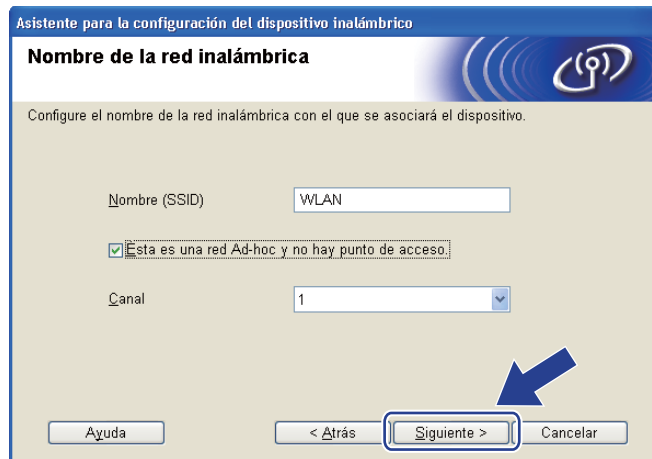 Asistente para la configuración del dispositivo inalámbrico
Nombre de la red inalámbrica
Configure el nombre de la red inalámbrica con el que se asociará el dispositivo.
Nombre (SSID)
WLAN
Esta es una red Ad-hoc y no hay punto de acceso.
Canal
1
Ayuda
< Atrás
Siguiente >
Cancelar